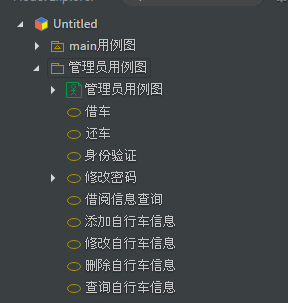 Untitled
main用例图
管理员用例图
管理员用例图
借车
还车
身份验证
修改密码
借阅信息查询
添加自行车信息
修改自行车信息
删除自行车信息
查询自行车信息